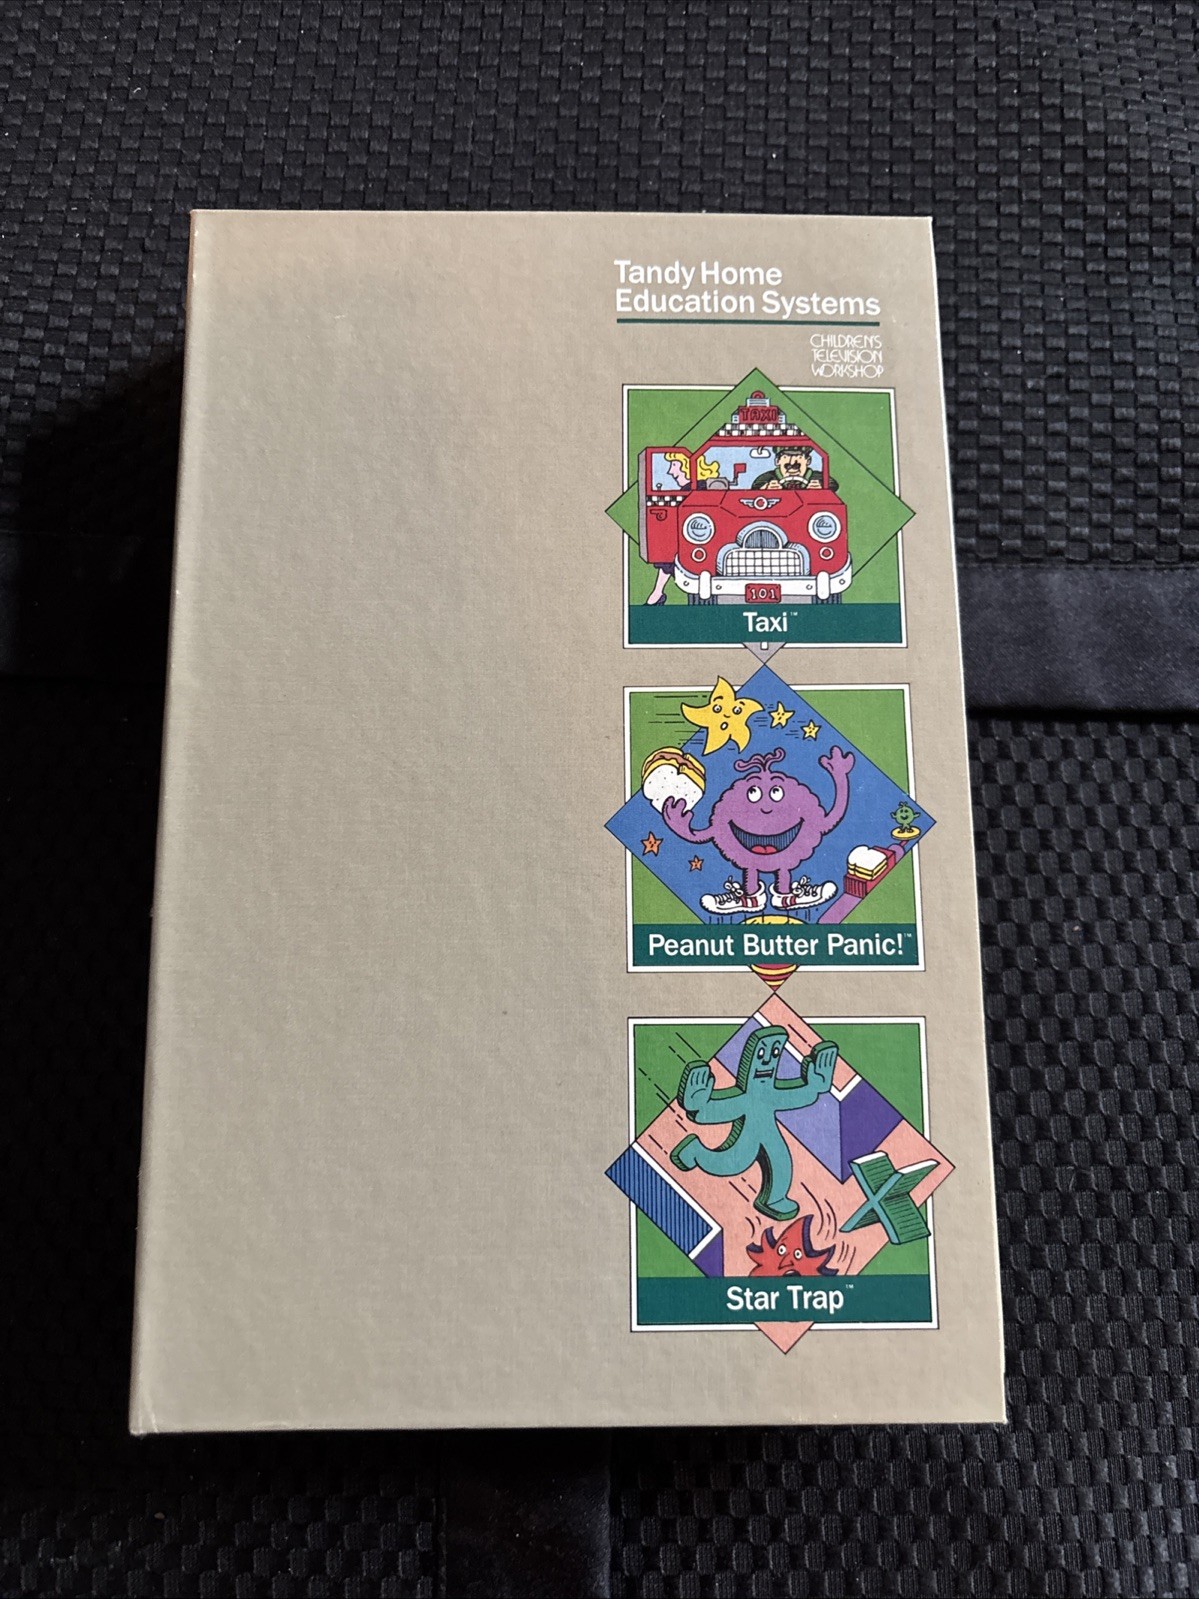 Tandy Home
Education Systems
CHILDREN'S
TELEVISION
WORKSHOP
TAXI
101
Taxi™
Peanut Butter Panic!™
Star Trap™